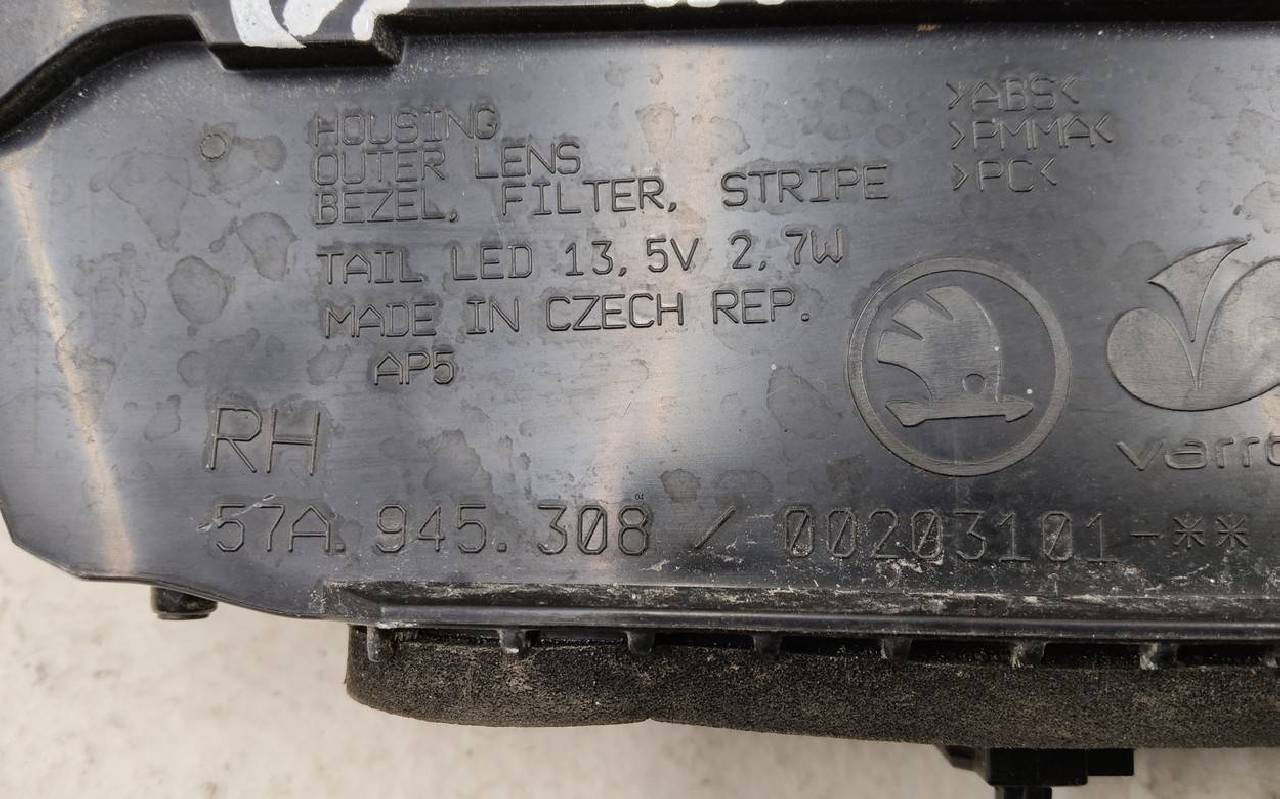 HOUSING
OUTER LENS
BEZEL, FILTER, STRIPE
>ABS<
>PMMA<
>PC<
TAIL LED 13,5V 2,7W
MADE IN CZECH REP.
AP5
RH
57A.945.308 / 00203101-**